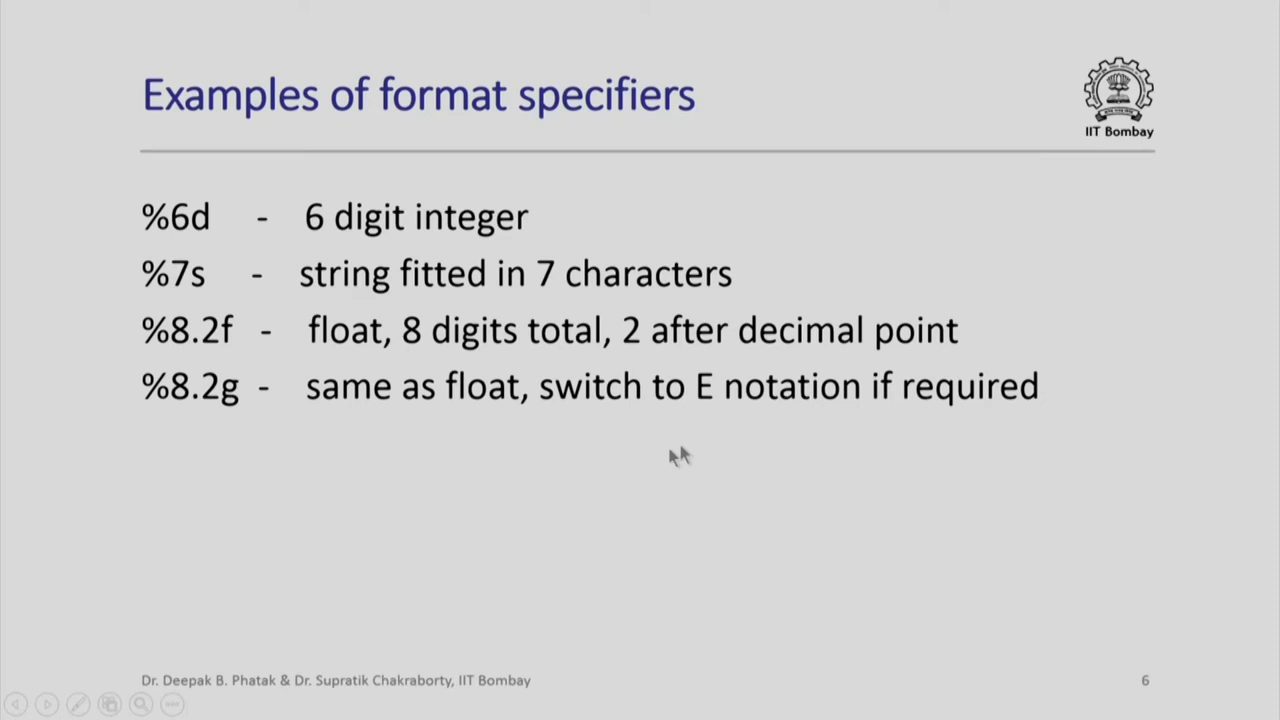 Examples of format specifiers
IIT Bombay
%6d - 6 digit integer
%7s - string fitted in 7 characters
%8.2f - float, 8 digits total, 2 after decimal point
%8.2g - same as float, switch to E notation if required
Dr. Deepak B. Phatak & Dr. Supratik Chakraborty, IIT Bombay
6